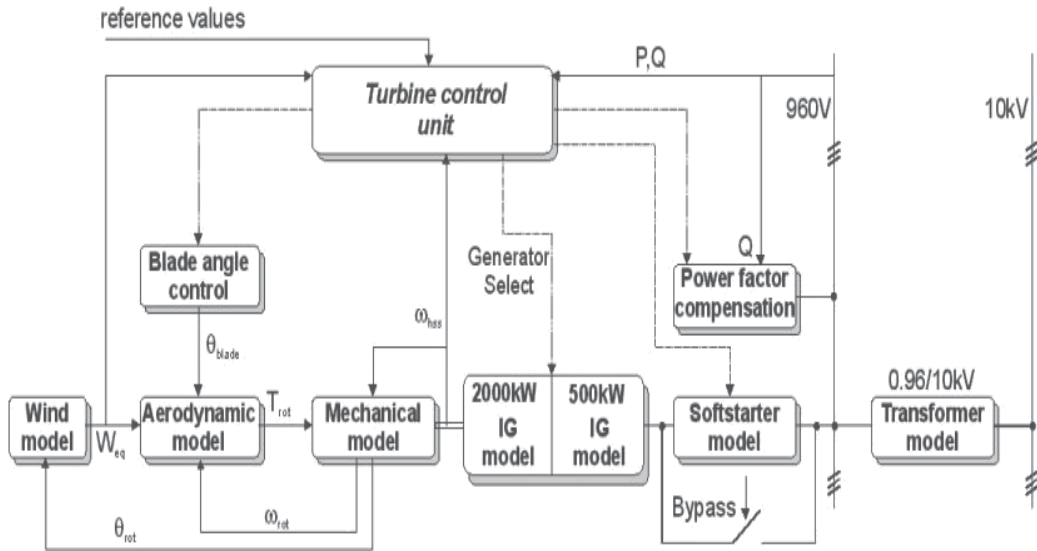 reference values
P,Q
Turbine control
unit
960V
10kV
Blade angle
control
Generator
Select
Q
Power factor
compensation
ω_hss
θ_blade
0.96/10kV
Wind
model
W_eq
Aerodynamic
model
T_rot
Mechanical
model
2000kW
IG
model
500kW
IG
model
Softstarter
model
Transformer
model
Bypass
ω_rot
θ_rot